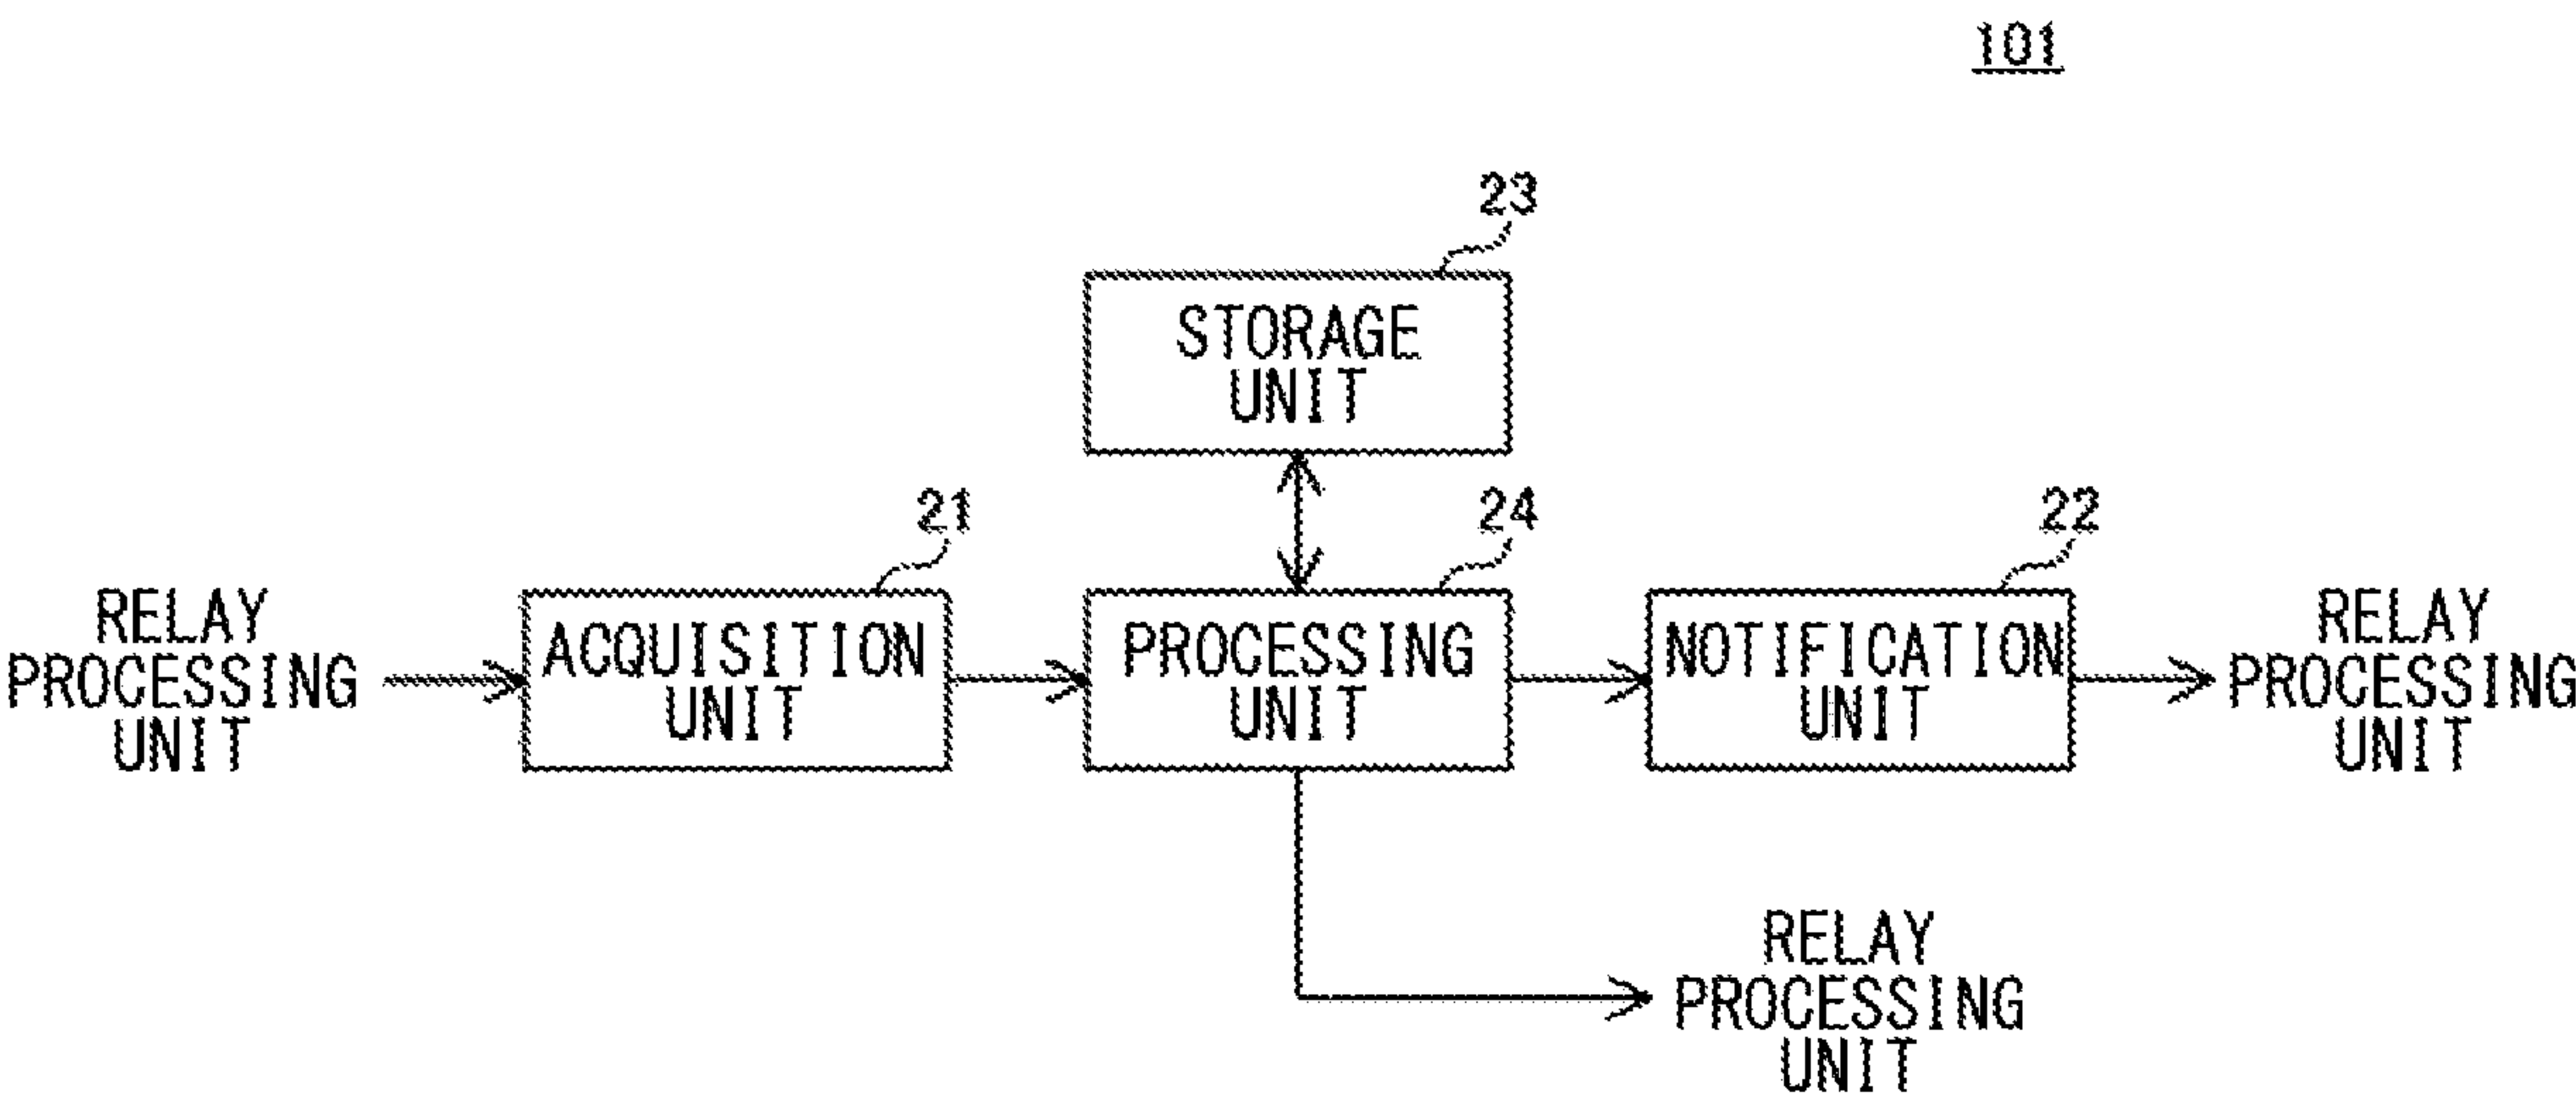 101
23
STORAGE
UNIT
21
24
22
RELAY
PROCESSING
UNIT
ACQUISITION
UNIT
PROCESSING
UNIT
NOTIFICATION
UNIT
RELAY
PROCESSING
UNIT
RELAY
PROCESSING
UNIT